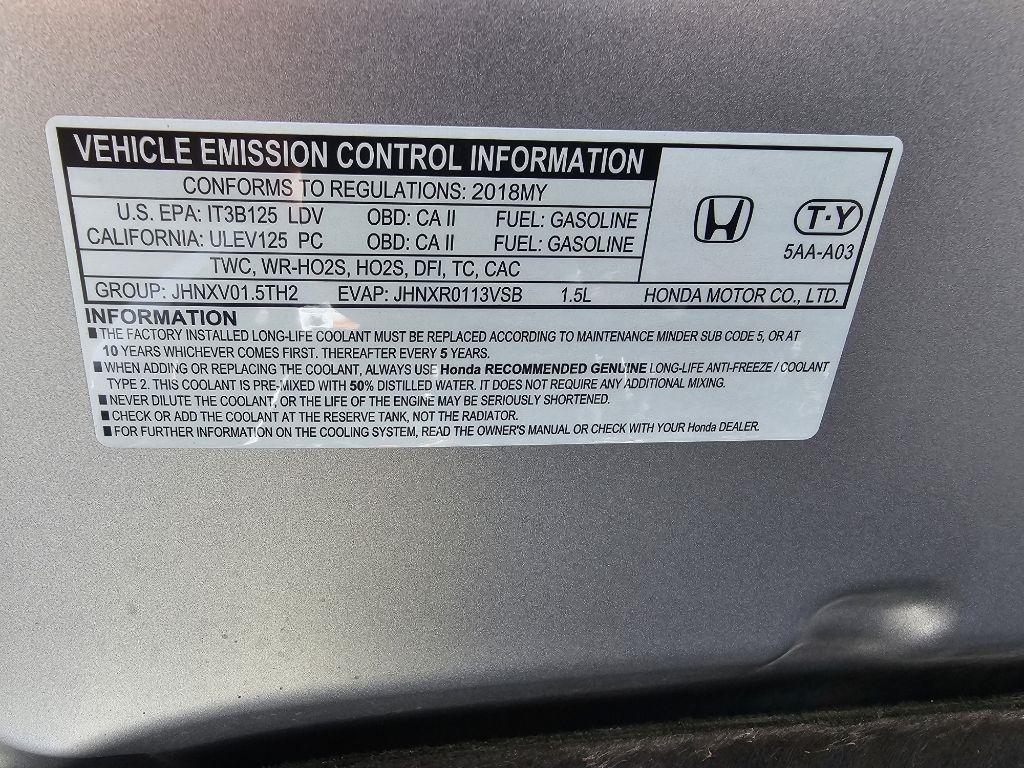 VEHICLE EMISSION CONTROL INFORMATION
CONFORMS TO REGULATIONS: 2018MY
U.S. EPA: IT3B125 LDV OBD: CA II FUEL: GASOLINE
CALIFORNIA: ULEV125 PC OBD: CA II FUEL: GASOLINE
TWC, WR-HO2S, HO2S, DFI, TC, CAC
H
T·Y
5AA-A03
GROUP: JHNXV01.5TH2 EVAP: JHNXR0113VSB 1.5L HONDA MOTOR CO., LTD.
INFORMATION
■ THE FACTORY INSTALLED LONG-LIFE COOLANT MUST BE REPLACED ACCORDING TO MAINTENANCE MINDER SUB CODE 5, OR AT
10 YEARS WHICHEVER COMES FIRST. THEREAFTER EVERY 5 YEARS.
■ WHEN ADDING OR REPLACING THE COOLANT, ALWAYS USE Honda RECOMMENDED GENUINE LONG-LIFE ANTI-FREEZE / COOLANT
TYPE 2. THIS COOLANT IS PRE-MIXED WITH 50% DISTILLED WATER. IT DOES NOT REQUIRE ANY ADDITIONAL MIXING.
■ NEVER DILUTE THE COOLANT, OR THE LIFE OF THE ENGINE MAY BE SERIOUSLY SHORTENED.
■ CHECK OR ADD THE COOLANT AT THE RESERVE TANK, NOT THE RADIATOR.
■ FOR FURTHER INFORMATION ON THE COOLING SYSTEM, READ THE OWNER'S MANUAL OR CHECK WITH YOUR Honda DEALER.